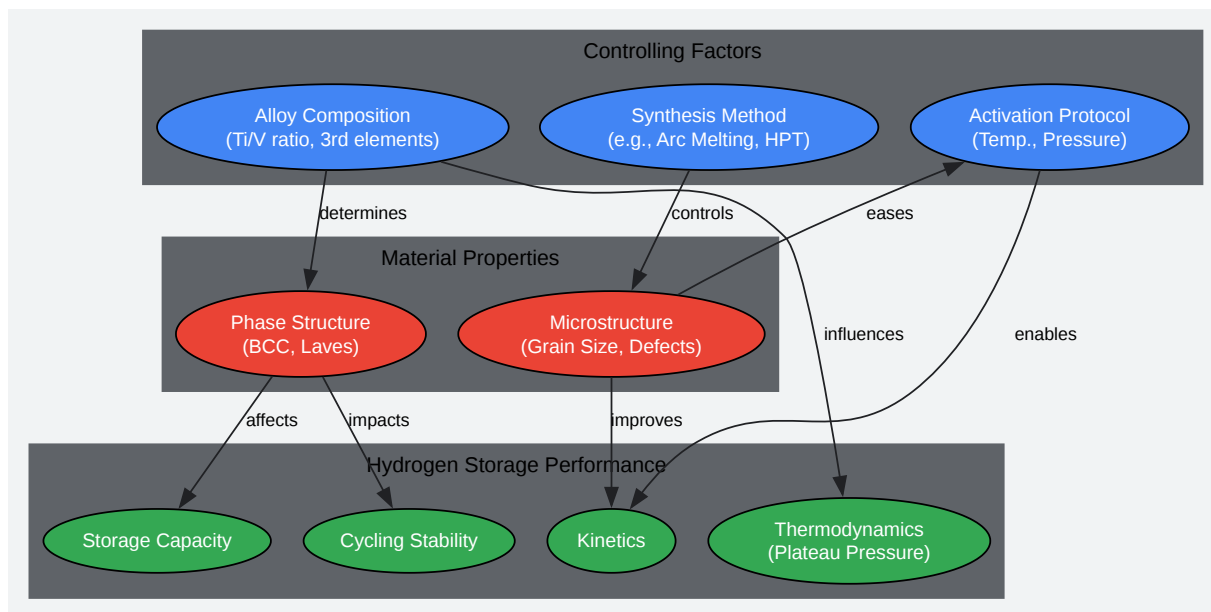 Controlling Factors
Alloy Composition
(Ti/V ratio, 3rd elements)
Synthesis Method
(e.g., Arc Melting, HPT)
Activation Protocol
(Temp., Pressure)
determines
controls
eases
Material Properties
Phase Structure
(BCC, Laves)
Microstructure
(Grain Size, Defects)
influences
enables
affects
impacts
improves
Hydrogen Storage Performance
Storage Capacity
Cycling Stability
Kinetics
Thermodynamics
(Plateau Pressure)